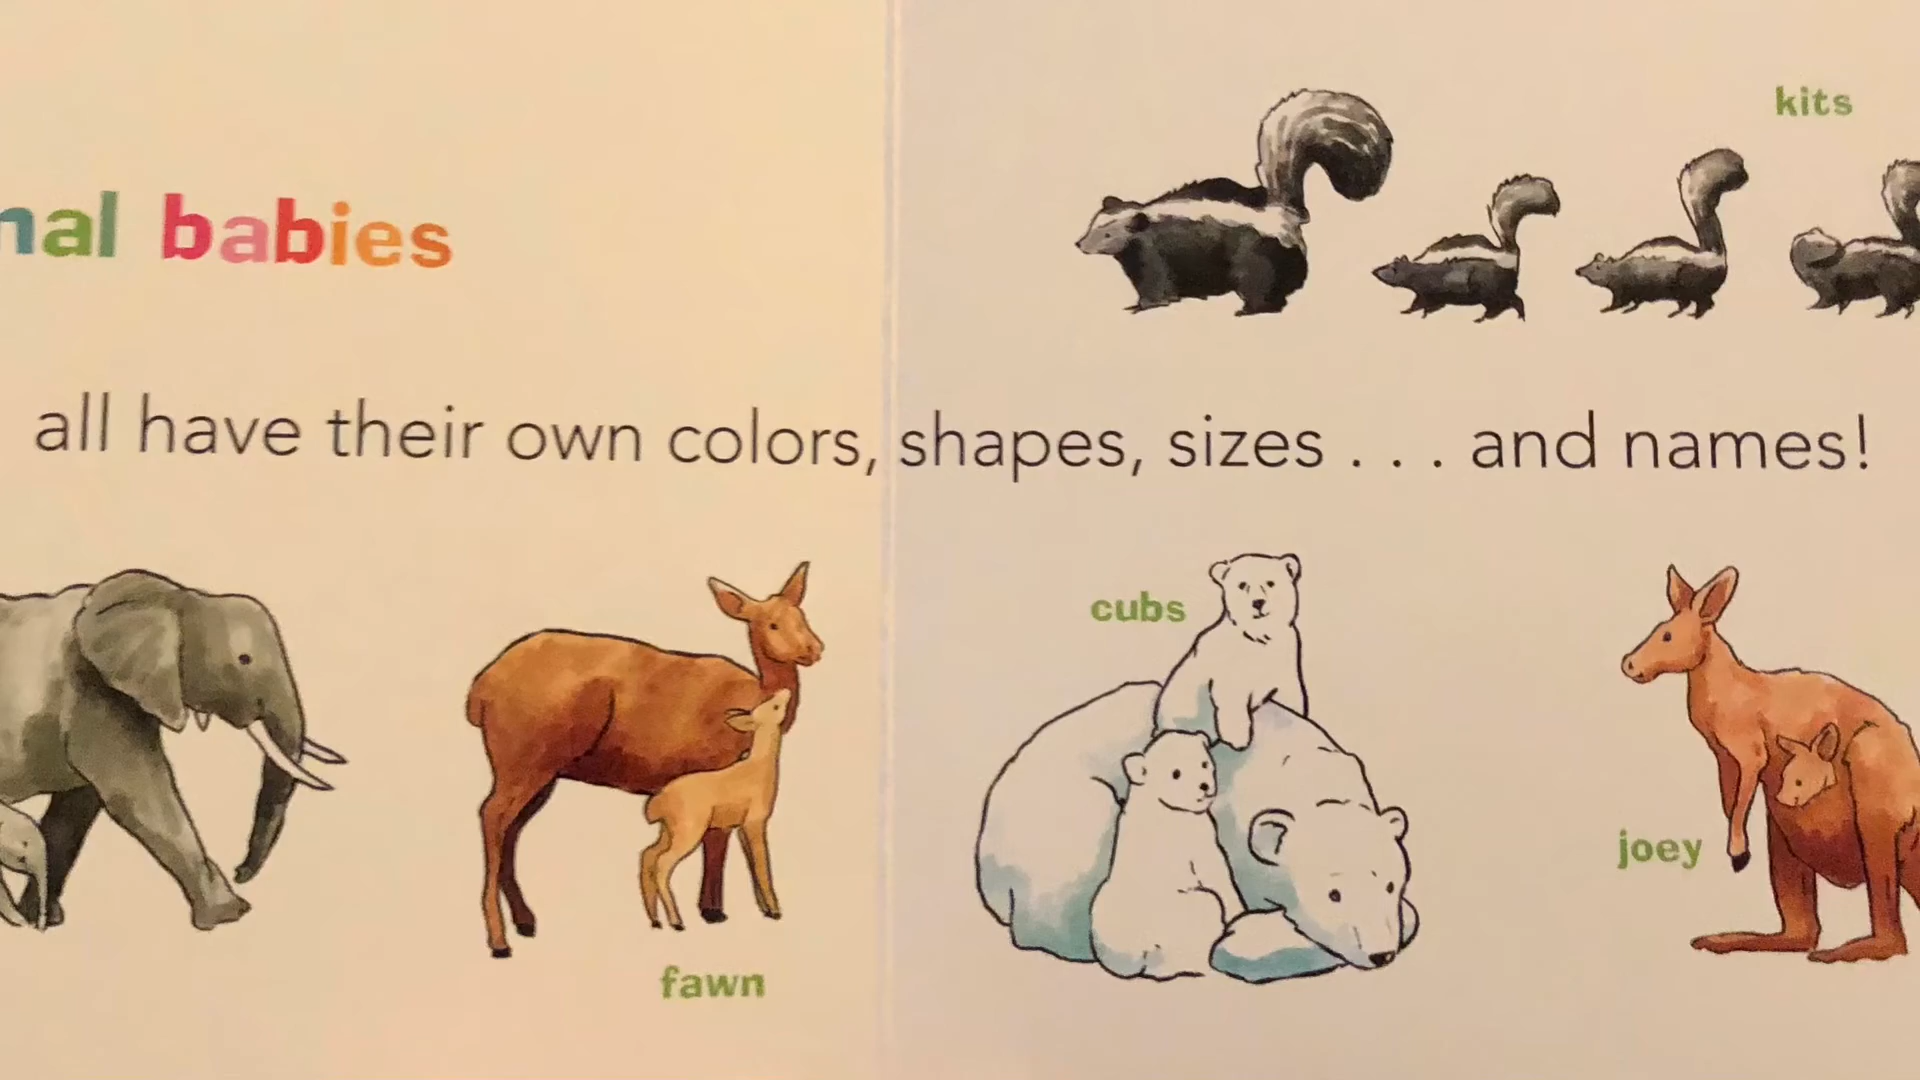 kits
nal babies
all have their own colors, shapes, sizes . . . and names!
cubs
joey
fawn